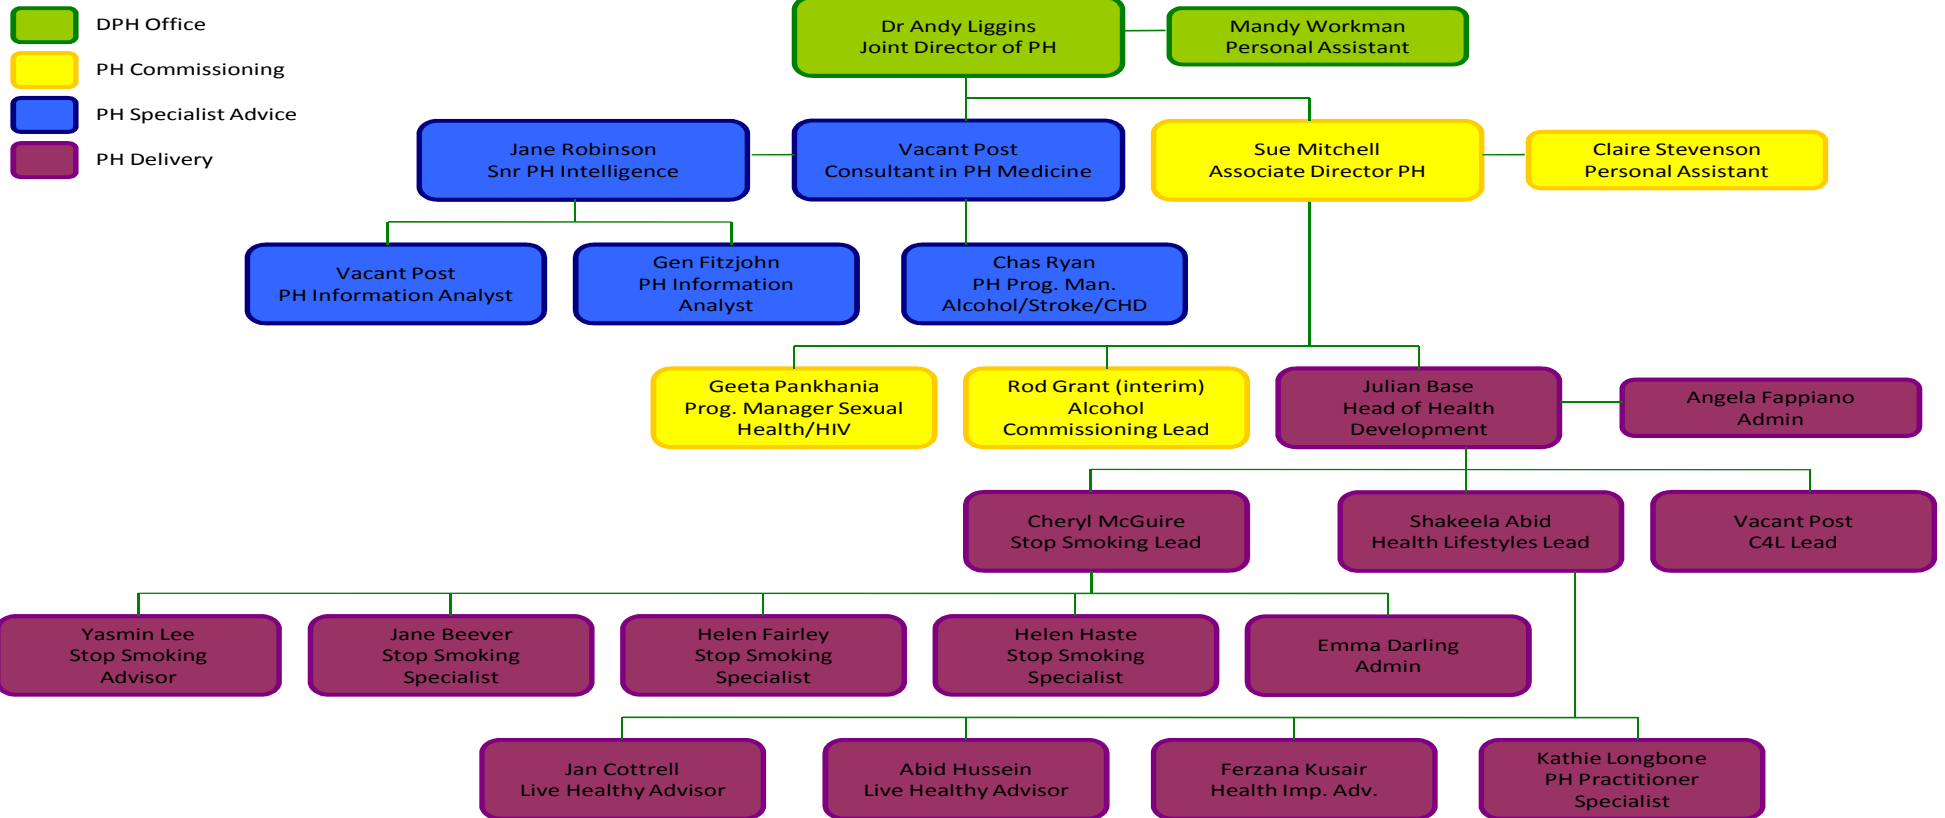 DPH Office
PH Commissioning
PH Specialist Advice
PH Delivery
Dr Andy Liggins
Joint Director of PH
Mandy Workman
Personal Assistant
Jane Robinson
Snr PH Intelligence
Vacant Post
Consultant in PH Medicine
Sue Mitchell
Associate Director PH
Claire Stevenson
Personal Assistant
Vacant Post
PH Information Analyst
Gen Fitzjohn
PH Information
Analyst
Chas Ryan
PH Prog. Man.
Alcohol/Stroke/CHD
Geeta Pankhania
Prog. Manager Sexual
Health/HIV
Rod Grant (interim)
Alcohol
Commissioning Lead
Julian Base
Head of Health
Development
Angela Fappiano
Admin
Cheryl McGuire
Stop Smoking Lead
Shakeela Abid
Health Lifestyles Lead
Vacant Post
C4L Lead
Yasmin Lee
Stop Smoking
Advisor
Jane Beever
Stop Smoking
Specialist
Helen Fairley
Stop Smoking
Specialist
Helen Haste
Stop Smoking
Specialist
Emma Darling
Admin
Jan Cottrell
Live Healthy Advisor
Abid Hussein
Live Healthy Advisor
Ferzana Kusair
Health Imp. Adv.
Kathie Longbone
PH Practitioner
Specialist